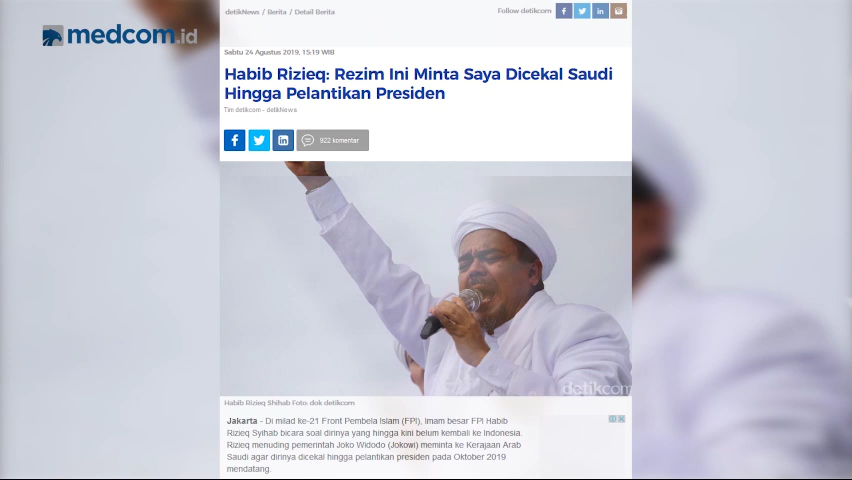 medcom.id
detikNews / Berita / Detail Berita
Follow detikcom
Sabtu 24 Agustus 2019, 15:19 WIB
Habib Rizieq: Rezim Ini Minta Saya Dicekal Saudi
Hingga Pelantikan Presiden
Tim detikcom - detikNews
922 komentar
detikcom
Habib Rizieq Shihab Foto: dok detikcom
Jakarta - Di milad ke-21 Front Pembela Islam (FPI), Imam besar FPI Habib
Rizieq Syihab bicara soal dirinya yang hingga kini belum kembali ke Indonesia.
Rizieq menuding pemerintah Joko Widodo (Jokowi) meminta ke Kerajaan Arab
Saudi agar dirinya dicekal hingga pelantikan presiden pada Oktober 2019
mendatang.